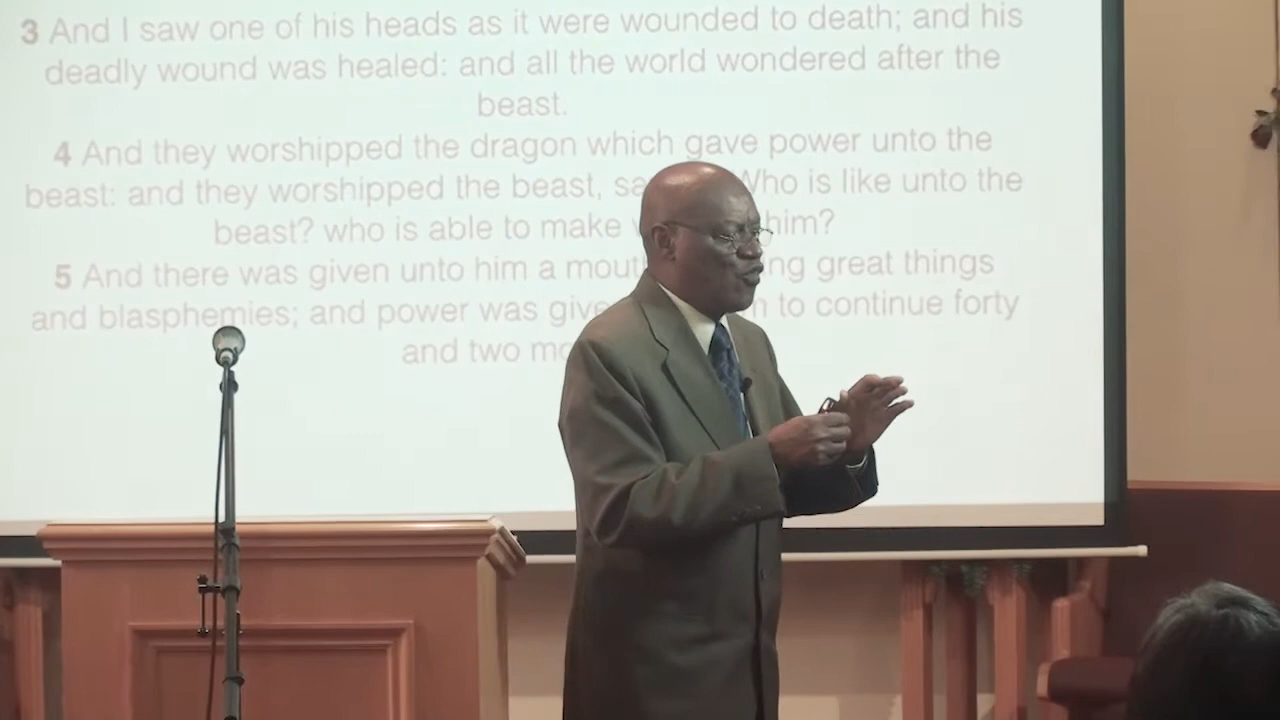 3 And I saw one of his heads as it were wounded to death; and his
deadly wound was healed: and all the world wondered after the
beast.
4 And they worshipped the dragon which gave power unto the
beast: and they worshipped the beast, Who is like unto the
beast? who is able to make him?
5 And there was given unto him a great things
and blasphemies; and power was to continue forty
and two